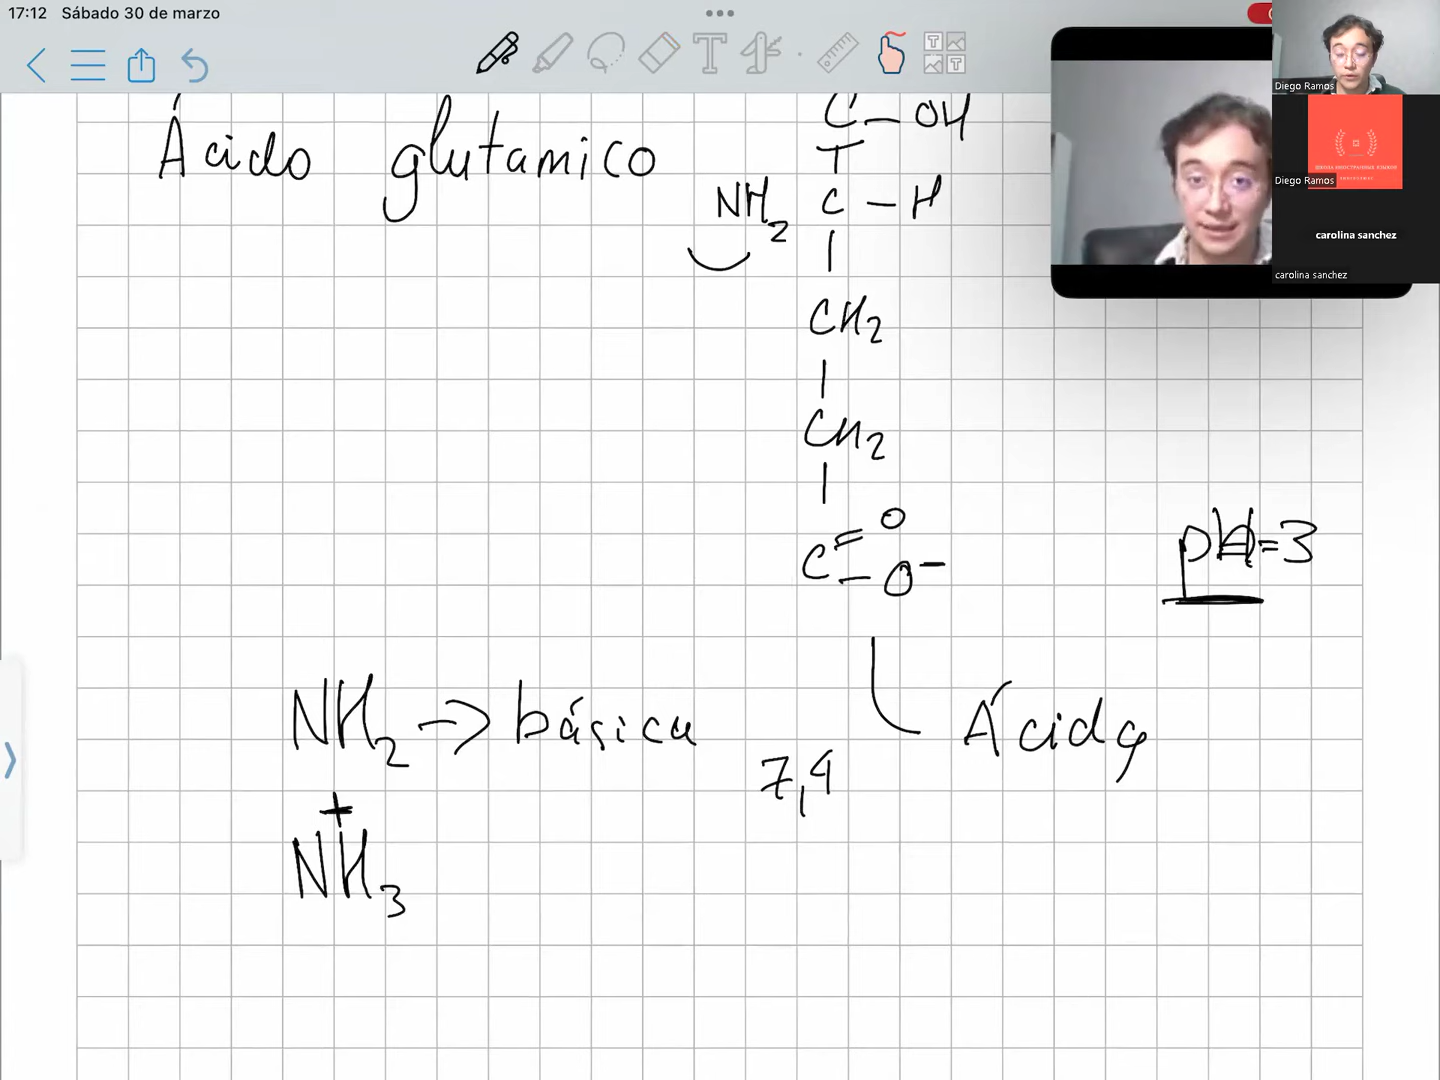 17:12 Sábado 30 de marzo
Diego Ramos
Diego Ramos
carolina sanchez
carolina sanchez
Ácido glutamico
C - OH
NH2 C - H
CH2
CH2
C = O
- O-
pH=3
NH2 -> básica
Ácida
7,4
+
NH3